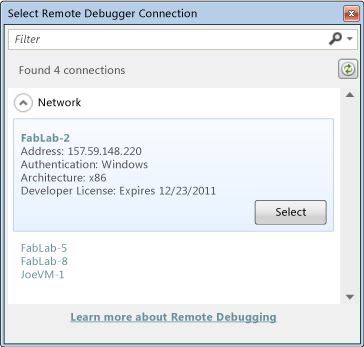 Select Remote Debugger Connection
Filter
Found 4 connections
Network
FabLab-2
Address: 157.59.148.220
Authentication: Windows
Architecture: x86
Developer License: Expires 12/23/2011
Select
FabLab-5
FabLab-8
JoeVM-1
Learn more about Remote Debugging